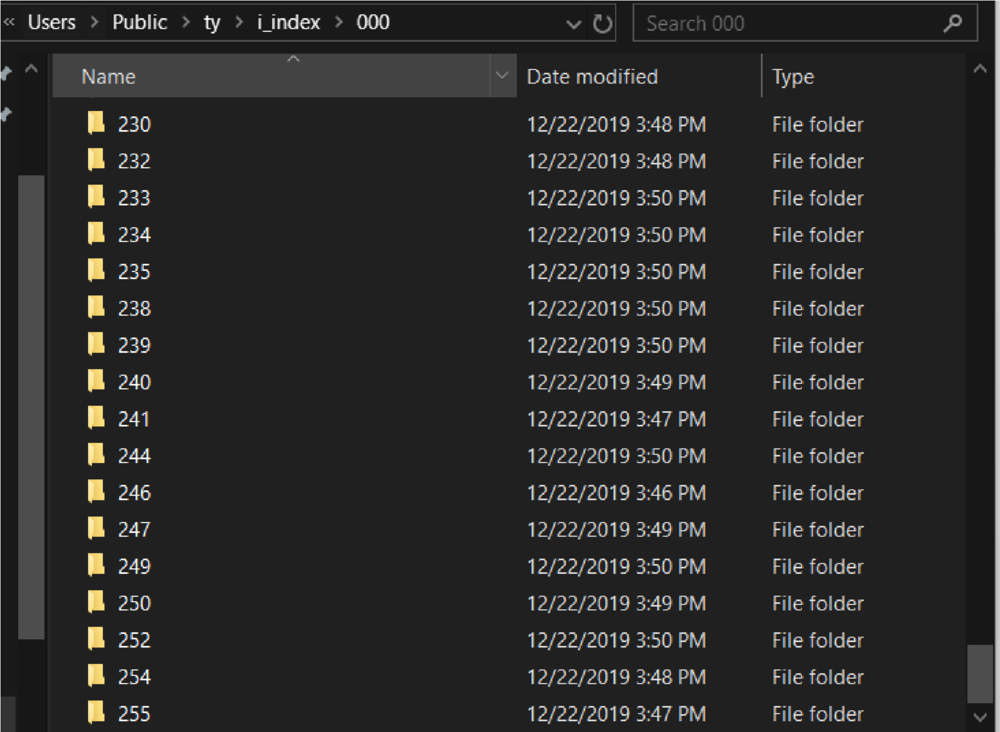 « Users > Public > ty > i_index > 000 Search 000
Name Date modified Type
230 12/22/2019 3:48 PM File folder
232 12/22/2019 3:48 PM File folder
233 12/22/2019 3:50 PM File folder
234 12/22/2019 3:50 PM File folder
235 12/22/2019 3:50 PM File folder
238 12/22/2019 3:50 PM File folder
239 12/22/2019 3:50 PM File folder
240 12/22/2019 3:49 PM File folder
241 12/22/2019 3:47 PM File folder
244 12/22/2019 3:50 PM File folder
246 12/22/2019 3:46 PM File folder
247 12/22/2019 3:49 PM File folder
249 12/22/2019 3:50 PM File folder
250 12/22/2019 3:49 PM File folder
252 12/22/2019 3:50 PM File folder
254 12/22/2019 3:48 PM File folder
255 12/22/2019 3:47 PM File folder